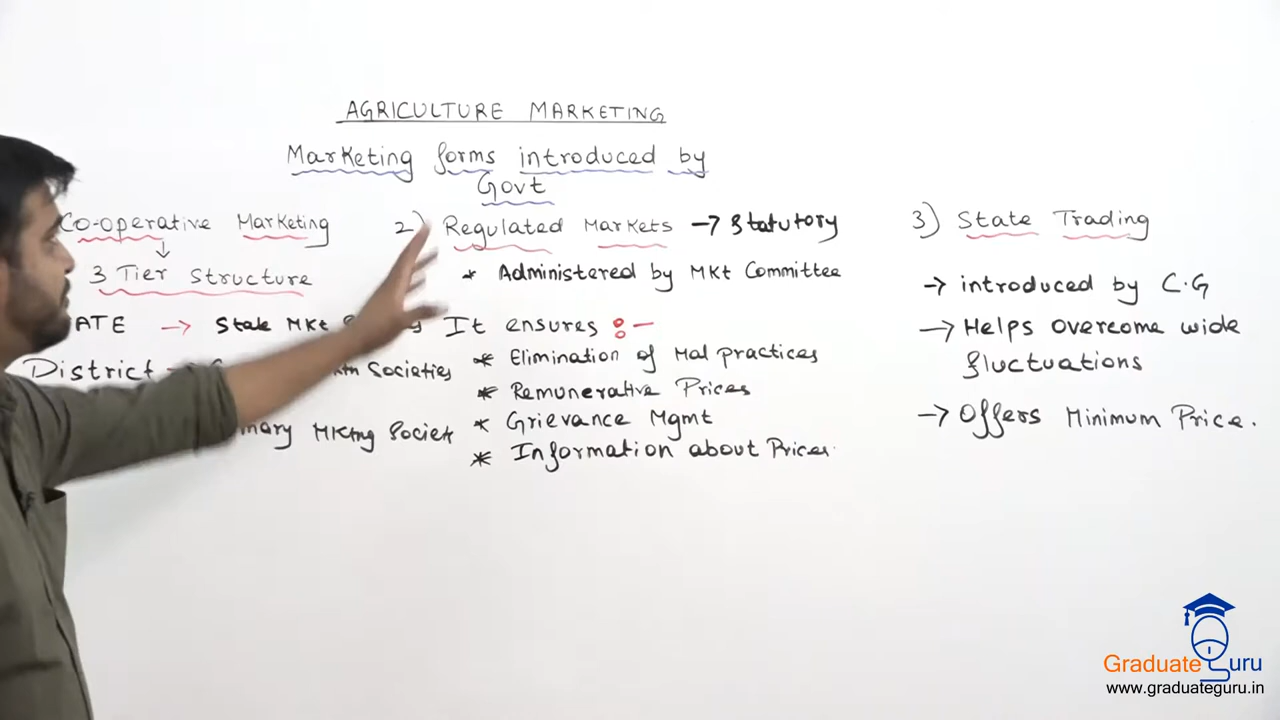 AGRICULTURE MARKETING
Marketing forms introduced by
Govt
Co-operative Marketing
3 Tier Structure
ATE → State Mkt
District Societies
mary Mkting Societ
2) Regulated Markets → Statutory
* Administered by MKt Committee
It ensures :-
* Elimination of Mal practices
* Remunerative Prices
* Grievance Mgmt
* Information about Prices.
3) State Trading
→ introduced by C.G
→ Helps overcome wide
fluctuations
→ Offers Minimum Price.
Graduate Guru
www.graduateguru.in